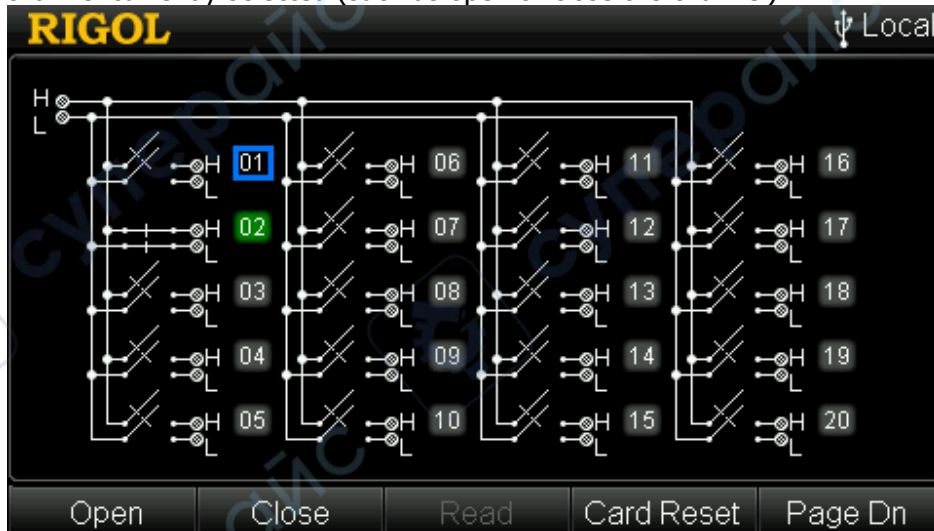 RIGOL Local
H
L
H 01 H 06 H 11 H 16
L L L L
H 02 H 07 H 12 H 17
L L L L
H 03 H 08 H 13 H 18
L L L L
H 04 H 09 H 14 H 19
L L L L
H 05 H 10 H 15 H 20
L L L L
Open Close Read Card Reset Page Dn
суперайс